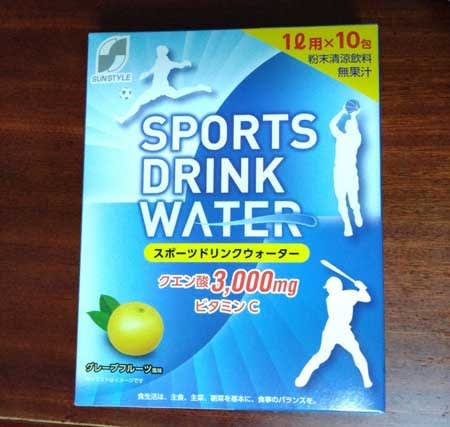 SUNSTYLE
1ℓ用×10包
粉末清涼飲料
無果汁
SPORTS
DRINK
WATER
スポーツドリンクウォーター
クエン酸3,000mg
ビタミンC
グレープフルーツ風味
食生活は、主食、主菜、副菜を基本に、食事のバランスを。